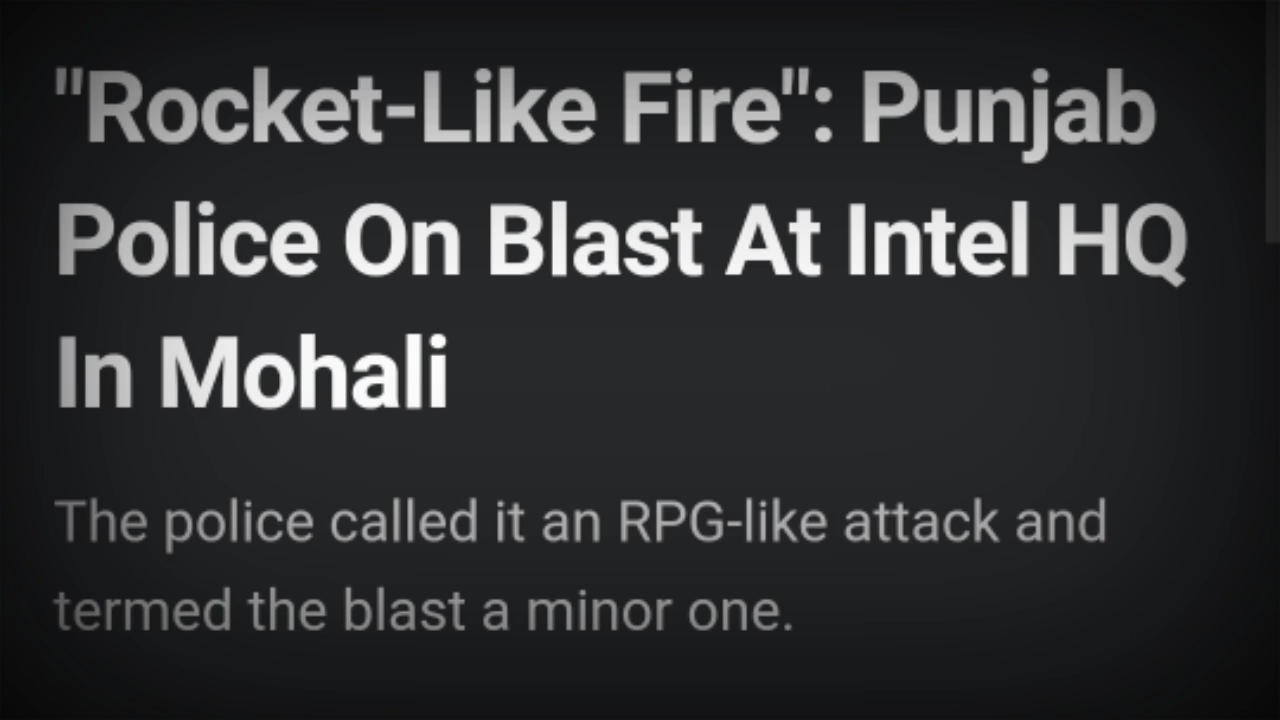 "Rocket-Like Fire": Punjab
Police On Blast At Intel HQ
In Mohali
The police called it an RPG-like attack and
termed the blast a minor one.